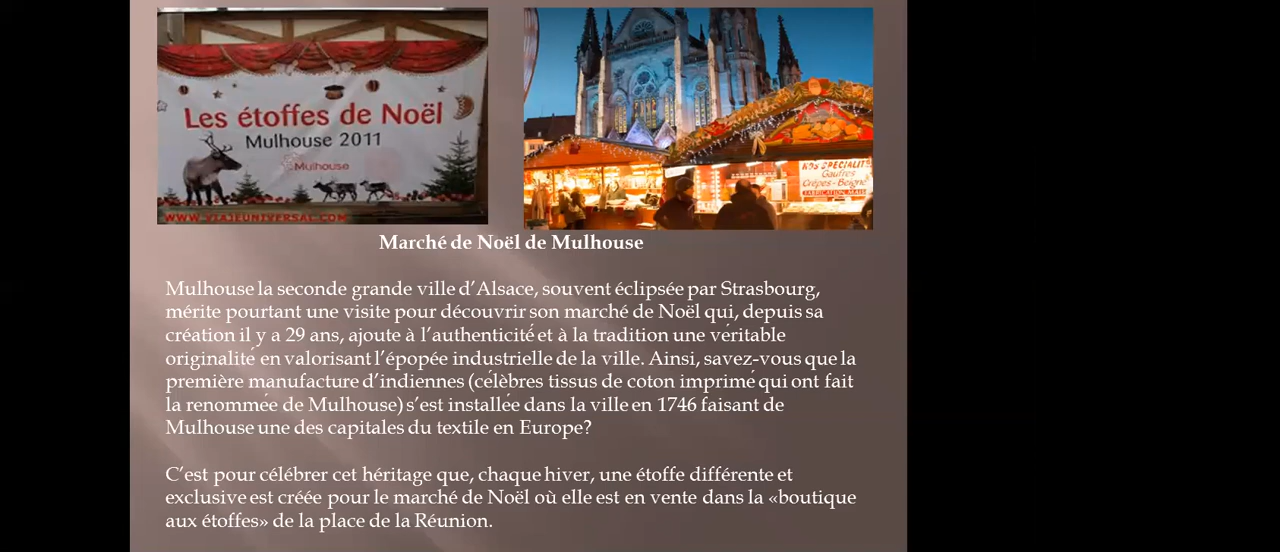 Les étoffes de Noël
Mulhouse 2011
Mulhouse
WWW.VIAJEUNIVERSAL.COM
NOS SPECIALITÉ
Gaufres
Crêpes - Beigne
FABRICATION MAIS
Marché de Noël de Mulhouse
Mulhouse la seconde grande ville d’Alsace, souvent éclipsée par Strasbourg,
mérite pourtant une visite pour découvrir son marché de Noël qui, depuis sa
création il y a 29 ans, ajoute à l’authenticité et à la tradition une véritable
originalité en valorisant l’épopée industrielle de la ville. Ainsi, savez-vous que la
première manufacture d’indiennes (célèbres tissus de coton imprimé qui ont fait
la renommée de Mulhouse) s’est installée dans la ville en 1746 faisant de
Mulhouse une des capitales du textile en Europe?
C’est pour célébrer cet héritage que, chaque hiver, une étoffe différente et
exclusive est créée pour le marché de Noël où elle est en vente dans la «boutique
aux étoffes» de la place de la Réunion.